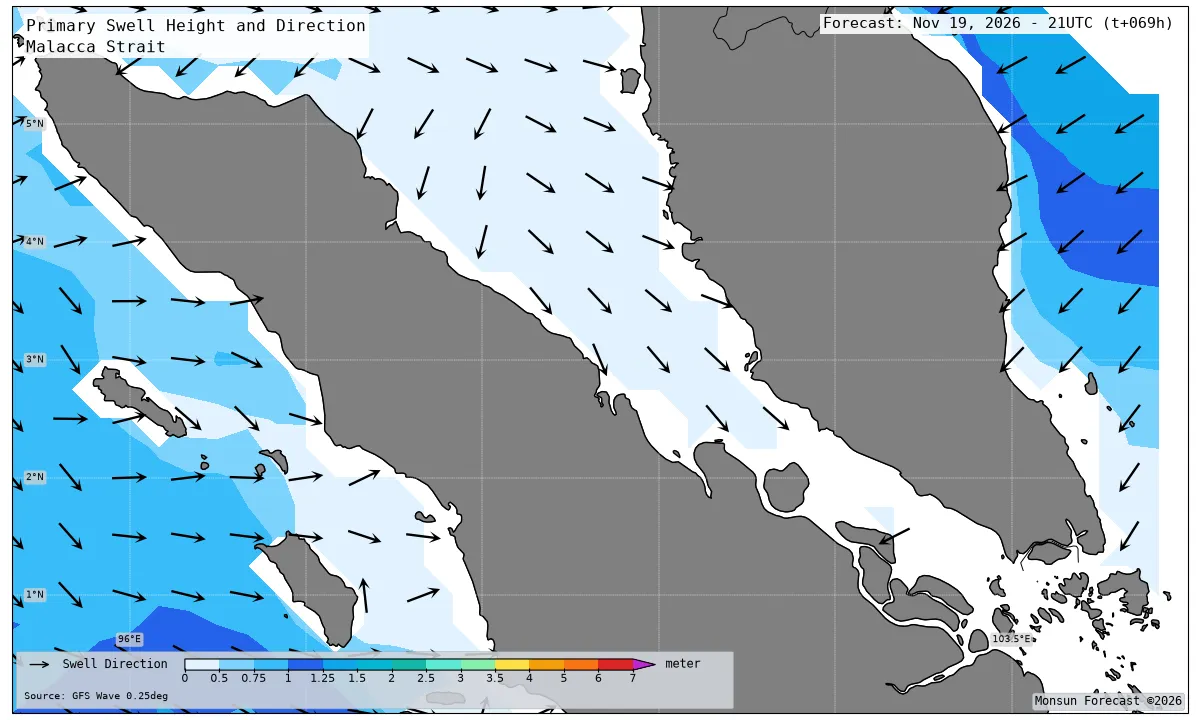 Primary Swell Height and Direction
Malacca Strait
Forecast: Nov 19, 2026 - 21UTC (t+069h)
5°N
4°N
3°N
2°N
1°N
96°E
103.5°E
Swell Direction
0 0.5 0.75 1 1.25 1.5 2 2.5 3 3.5 4 5 6 7
meter
Source: GFS Wave 0.25deg
Monsun Forecast ©2026